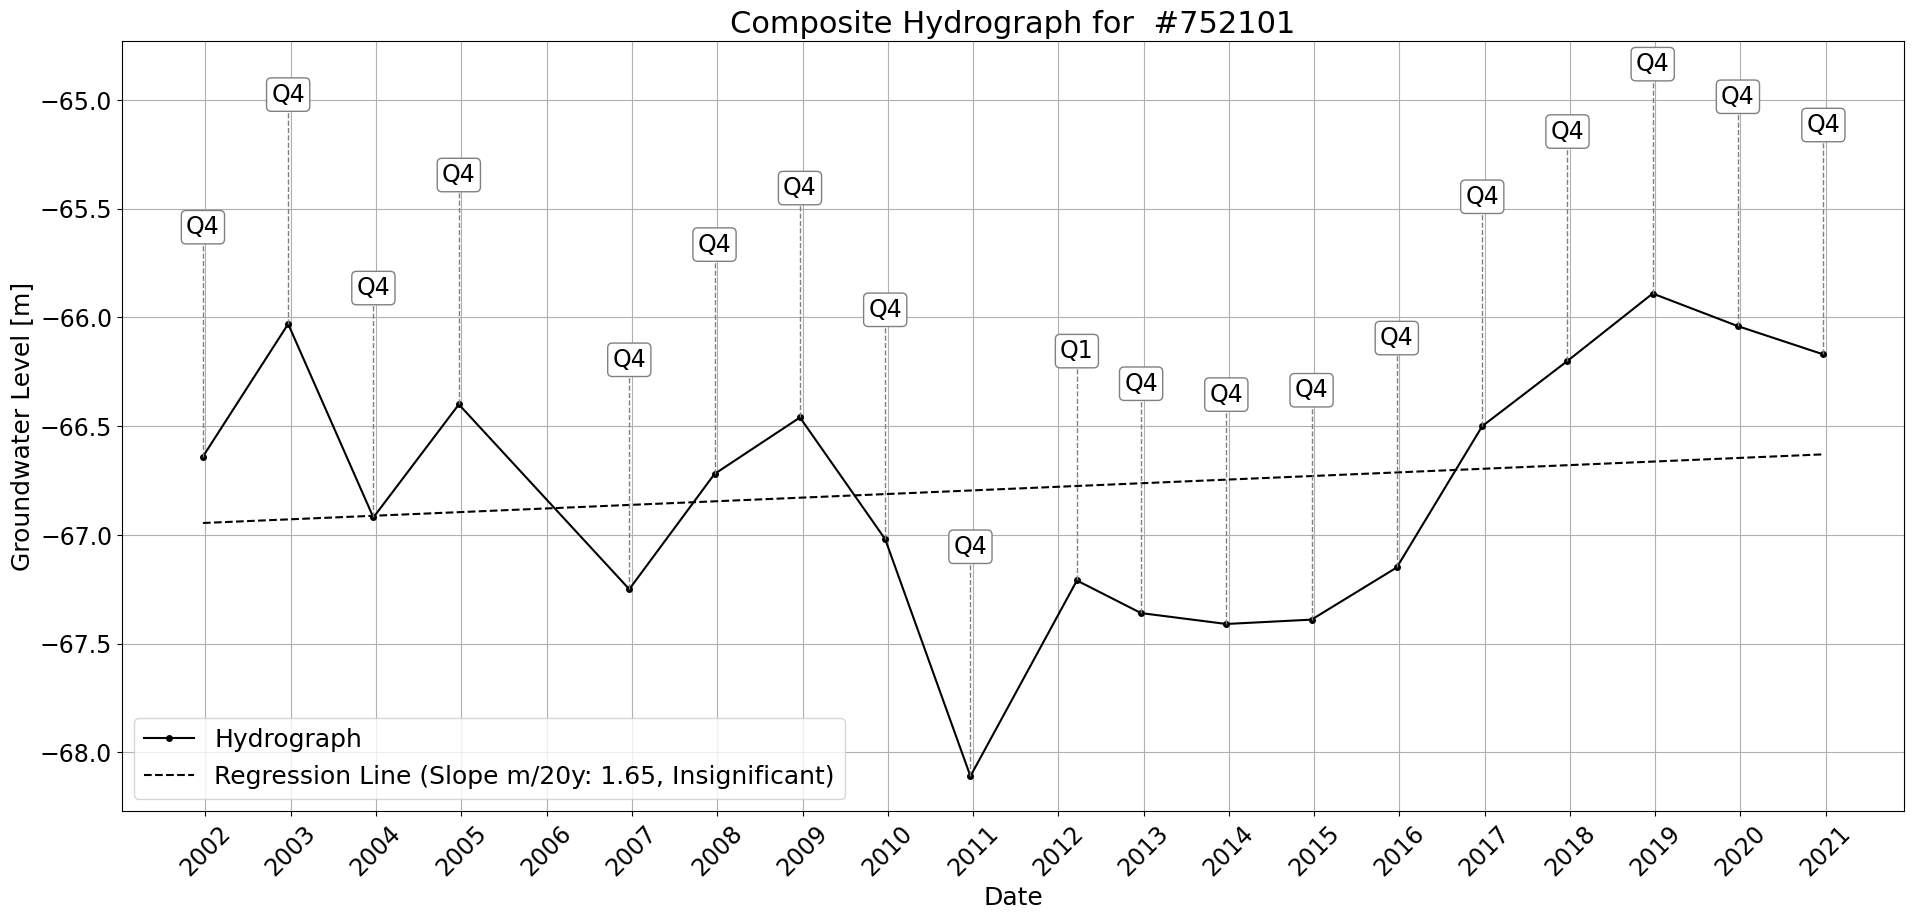 Composite Hydrograph for  #752101
Groundwater Level [m]
−65.0
−65.5
−66.0
−66.5
−67.0
−67.5
−68.0
Q4
Q4
Q4
Q4
Q4
Q4
Q4
Q4
Q4
Q1
Q4
Q4
Q4
Q4
Q4
Q4
Q4
Q4
Q4
Hydrograph
Regression Line (Slope m/20y: 1.65, Insignificant)
2002
2003
2004
2005
2006
2007
2008
2009
2010
2011
2012
2013
2014
2015
2016
2017
2018
2019
2020
2021
Date